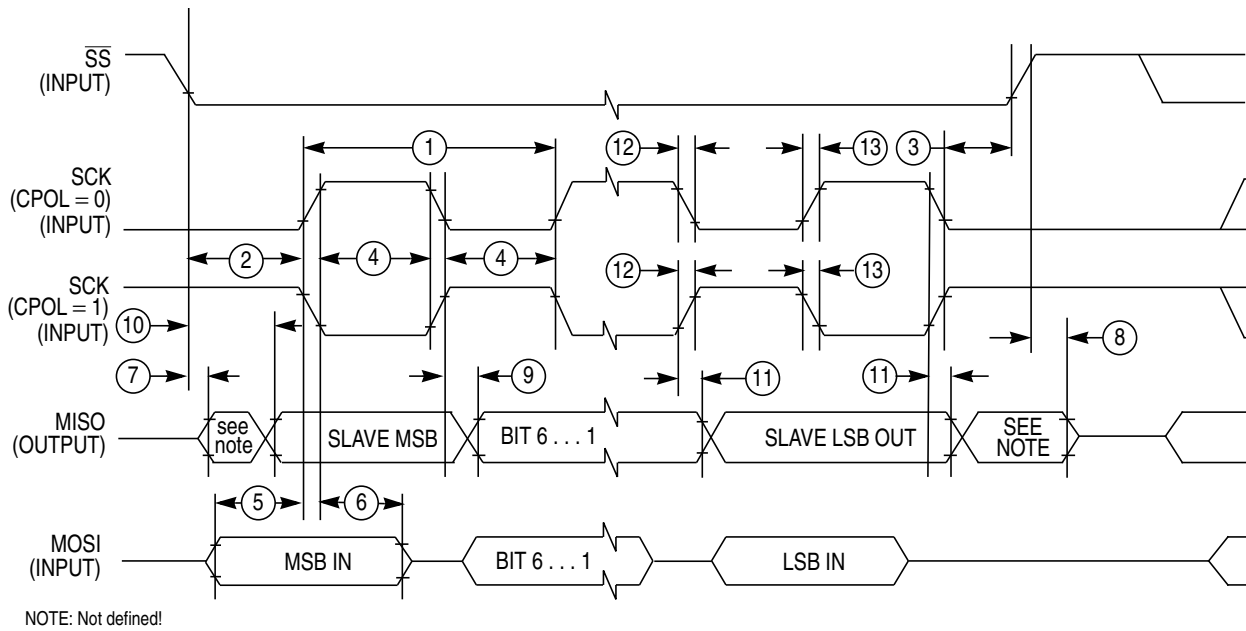 SS
(INPUT)
1
12
13
3
SCK
(CPOL = 0)
(INPUT)
2
4
4
12
13
SCK
(CPOL = 1)
(INPUT)
10
8
7
9
11
11
MISO
(OUTPUT)
see
note
SLAVE MSB
BIT 6 . . . 1
SLAVE LSB OUT
SEE
NOTE
5
6
MOSI
(INPUT)
MSB IN
BIT 6 . . . 1
LSB IN
NOTE: Not defined!